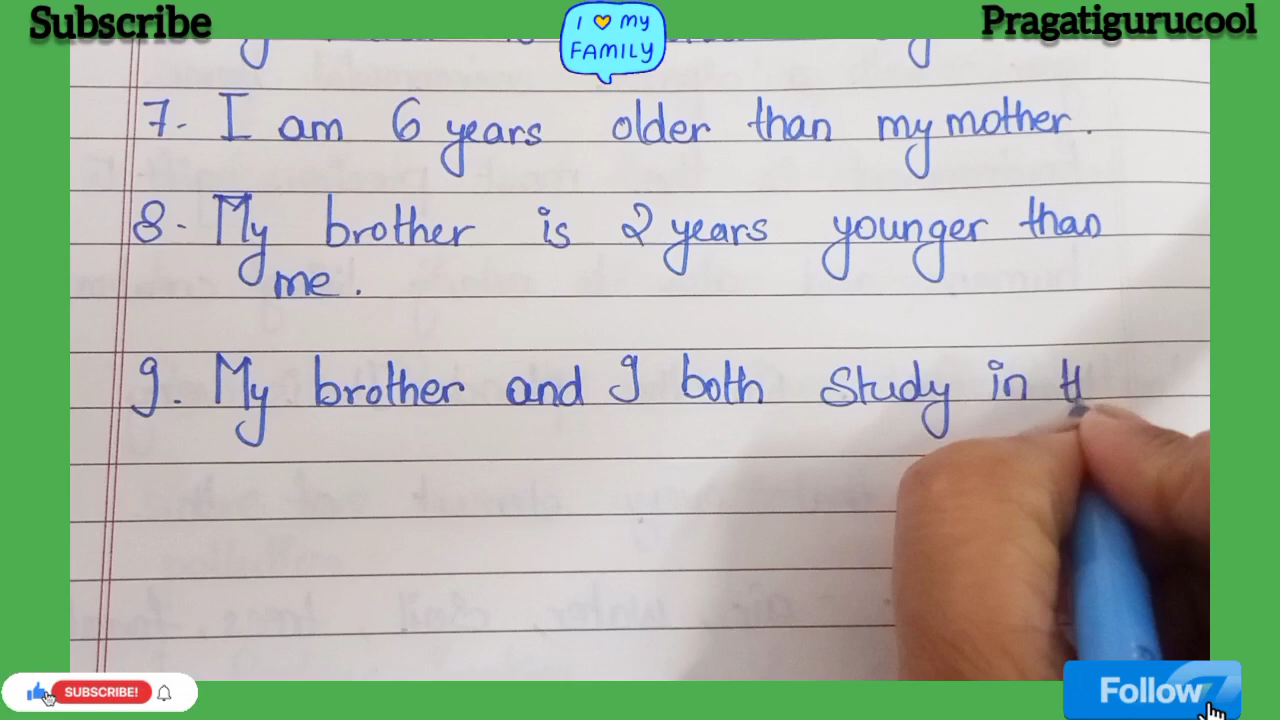 Subscribe
I my
FAMILY
Pragatigurucool
7. I am 6 years older than my mother.
8. My brother is 2 years younger than
me.
9. My brother and I both study in
SUBSCRIBE!
Follow